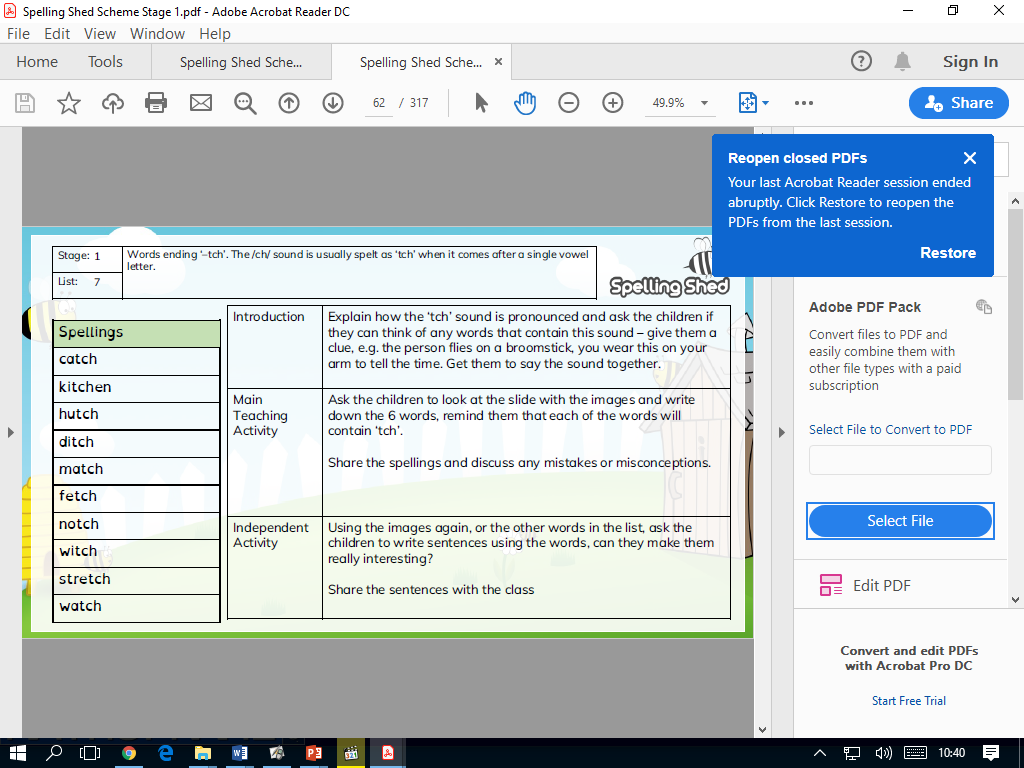 Spelling Shed Scheme Stage 1.pdf - Adobe Acrobat Reader DC
File Edit View Window Help
Home Tools Spelling Shed Sche... Spelling Shed Sche... × Sign In
62 / 317 49.9% Share
Reopen closed PDFs
Your last Acrobat Reader session ended
abruptly. Click Restore to reopen the
PDFs from the last session.
Restore
Stage: 1
List: 7
Words ending ‘–tch’. The /ch/ sound is usually spelt as ‘tch’ when it comes after a single vowel
letter.
Spelling Shed
Spellings
catch
kitchen
hutch
ditch
match
fetch
notch
witch
stretch
watch
Introduction
Explain how the ‘tch’ sound is pronounced and ask the children if
they can think of any words that contain this sound – give them a
clue, e.g. the person flies on a broomstick, you wear this on your
arm to tell the time. Get them to say the sound together.
Main
Teaching
Activity
Ask the children to look at the slide with the images and write
down the 6 words, remind them that each of the words will
contain ‘tch’.
Share the spellings and discuss any mistakes or misconceptions.
Independent
Activity
Using the images again, or the other words in the list, ask the
children to write sentences using the words, can they make them
really interesting?
Share the sentences with the class
Adobe PDF Pack
Convert files to PDF and
easily combine them with
other file types with a paid
subscription
Select File to Convert to PDF
Select File
Edit PDF
Convert and edit PDFs
with Acrobat Pro DC
Start Free Trial
10:40